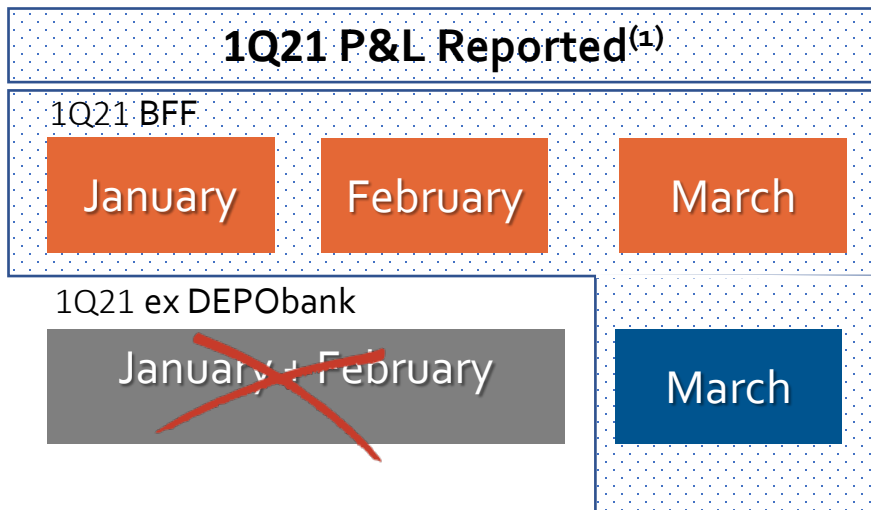 1Q21 P&L Reported(1)
1Q21 BFF
January
February
March
1Q21 ex DEPObank
January + February
March